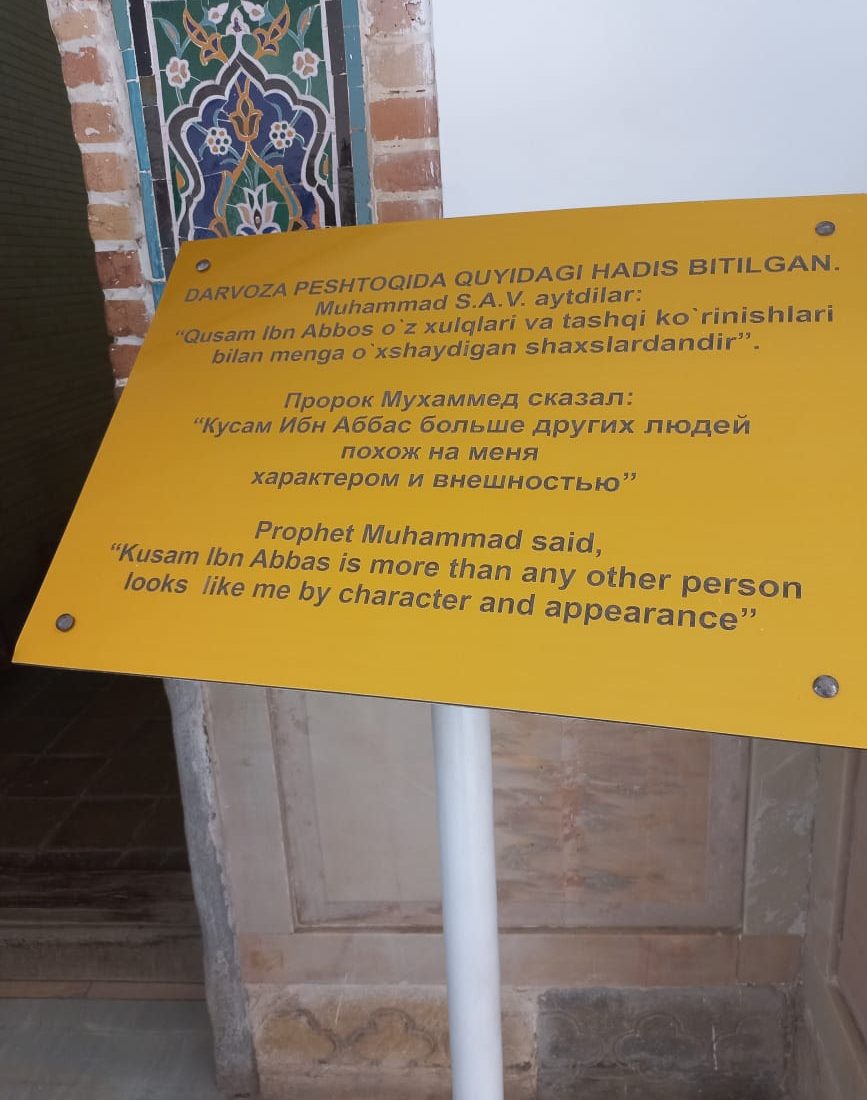 DARVOZA PESHTOQIDA QUYIDAGI HADIS BITILGAN.
Muhammad S.A.V. aytdilar:
“Qusam Ibn Abbos o`z xulqlari va tashqi ko`rinishlari
bilan menga o`xshaydigan shaxslardandir”.
Пророк Мухаммед сказал:
“Кусам Ибн Аббас больше других людей
похож на меня
характером и внешностью”
Prophet Muhammad said,
“Kusam Ibn Abbas is more than any other person
looks like me by character and appearance”